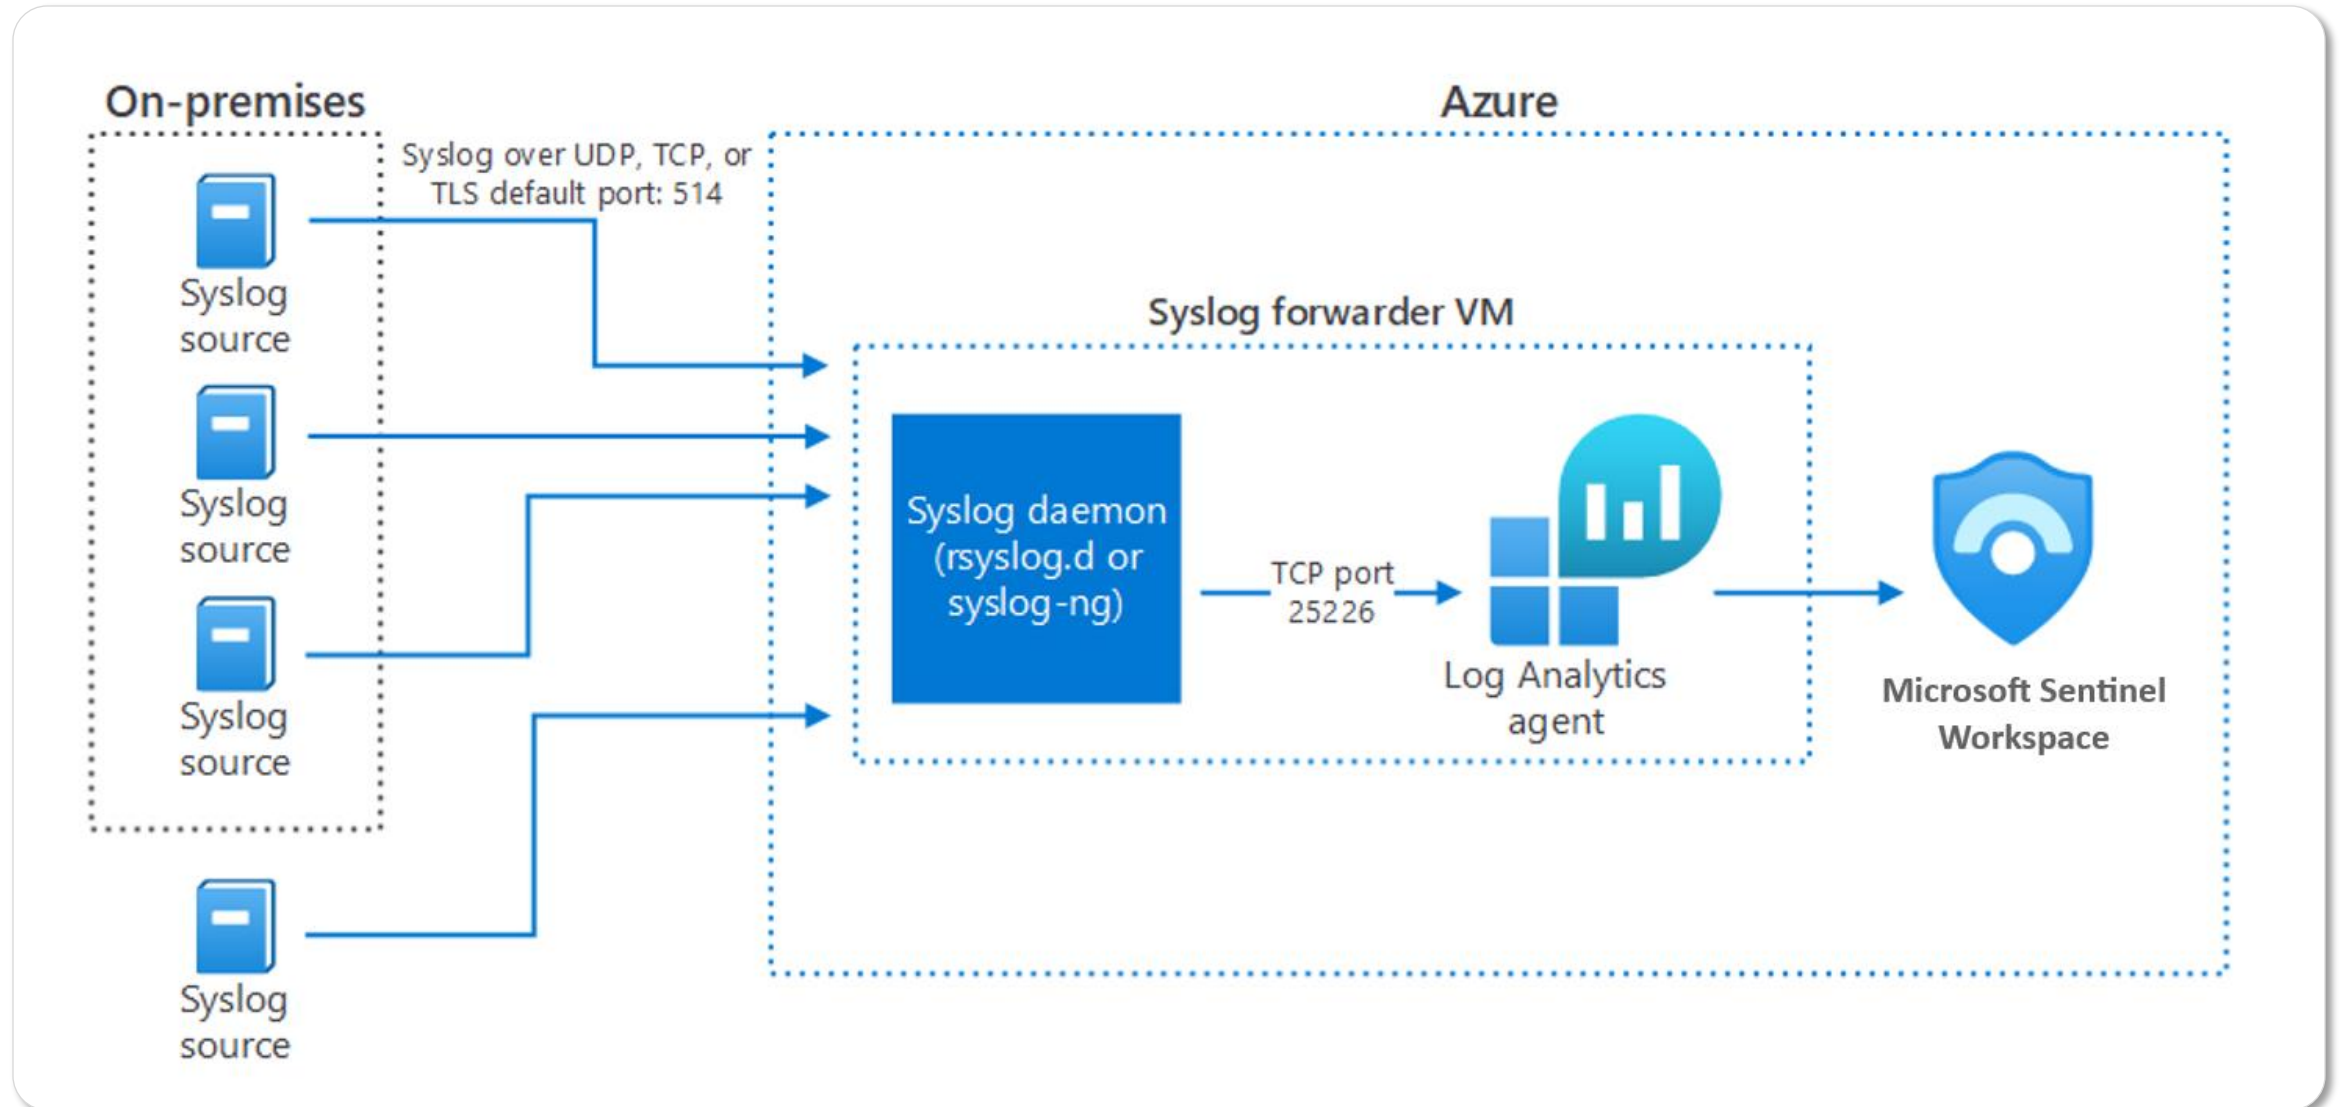 On-premises
Azure
Syslog over UDP, TCP, or
TLS default port: 514
Syslog
source
Syslog
source
Syslog
source
Syslog
source
Syslog forwarder VM
Syslog daemon
(rsyslog.d or
syslog-ng)
TCP port
25226
Log Analytics
agent
Microsoft Sentinel
Workspace